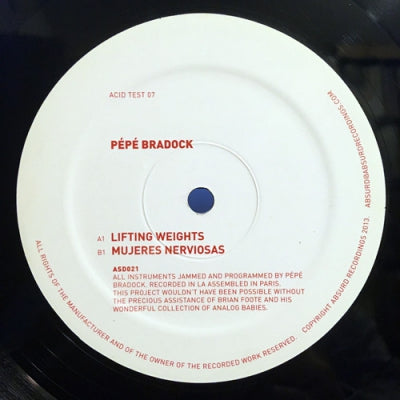 ACID TEST 07
PÉPÉ BRADOCK
A1 LIFTING WEIGHTS
B1 MUJERES NERVIOSAS
ASD021
ALL INSTRUMENTS JAMMED AND PROGRAMMED BY PÉPÉ
BRADOCK, RECORDED IN LA ASSEMBLED IN PARIS.
THIS PROJECT WOULDN'T HAVE BEEN POSSIBLE WITHOUT
THE PRECIOUS ASSISTANCE OF BRIAN FOOTE AND HIS
WONDERFUL COLLECTION OF ANALOG BABIES.
ALL RIGHTS OF THE MANUFACTURER AND OF THE OWNER OF THE RECORDED WORK RESERVED. COPYRIGHT ABSURD RECORDINGS 2013. ABSURD@ABSURDRECORDINGS.COM